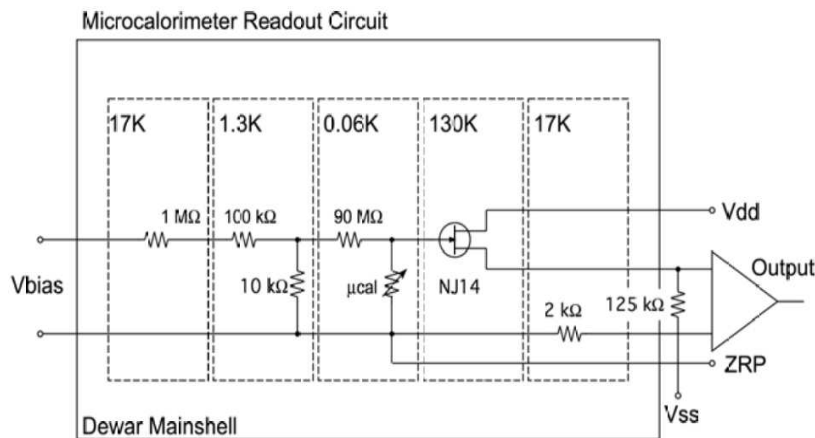 Microcalorimeter Readout Circuit
17K
1.3K
0.06K
130K
17K
Vdd
1 MΩ
100 kΩ
90 MΩ
Output
Vbias
10 kΩ
μcal
NJ14
2 kΩ
125 kΩ
ZRP
Vss
Dewar Mainshell